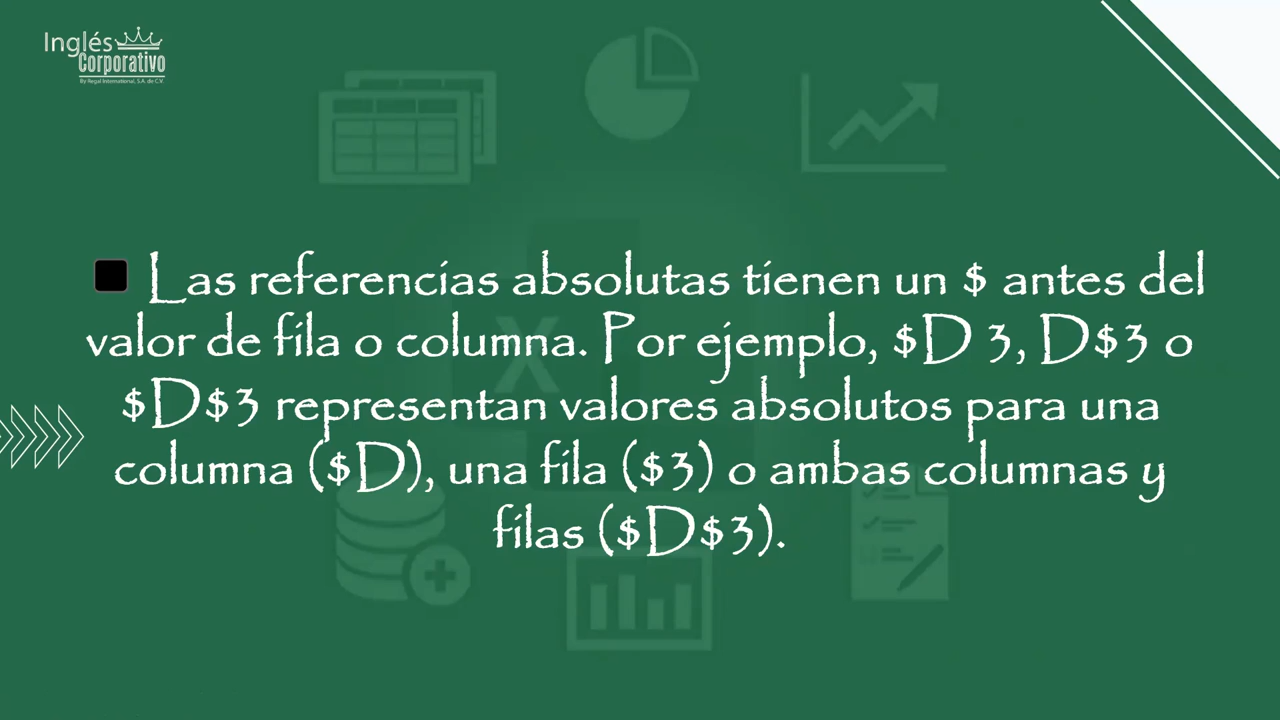 Inglés
Corporativo
By Regal International, S.A. de C.V.
Las referencias absolutas tienen un $ antes del
valor de fila o columna. Por ejemplo, $D 3, D$3 o
$D$3 representan valores absolutos para una
columna ($D), una fila ($3) o ambas columnas y
filas ($D$3).
X